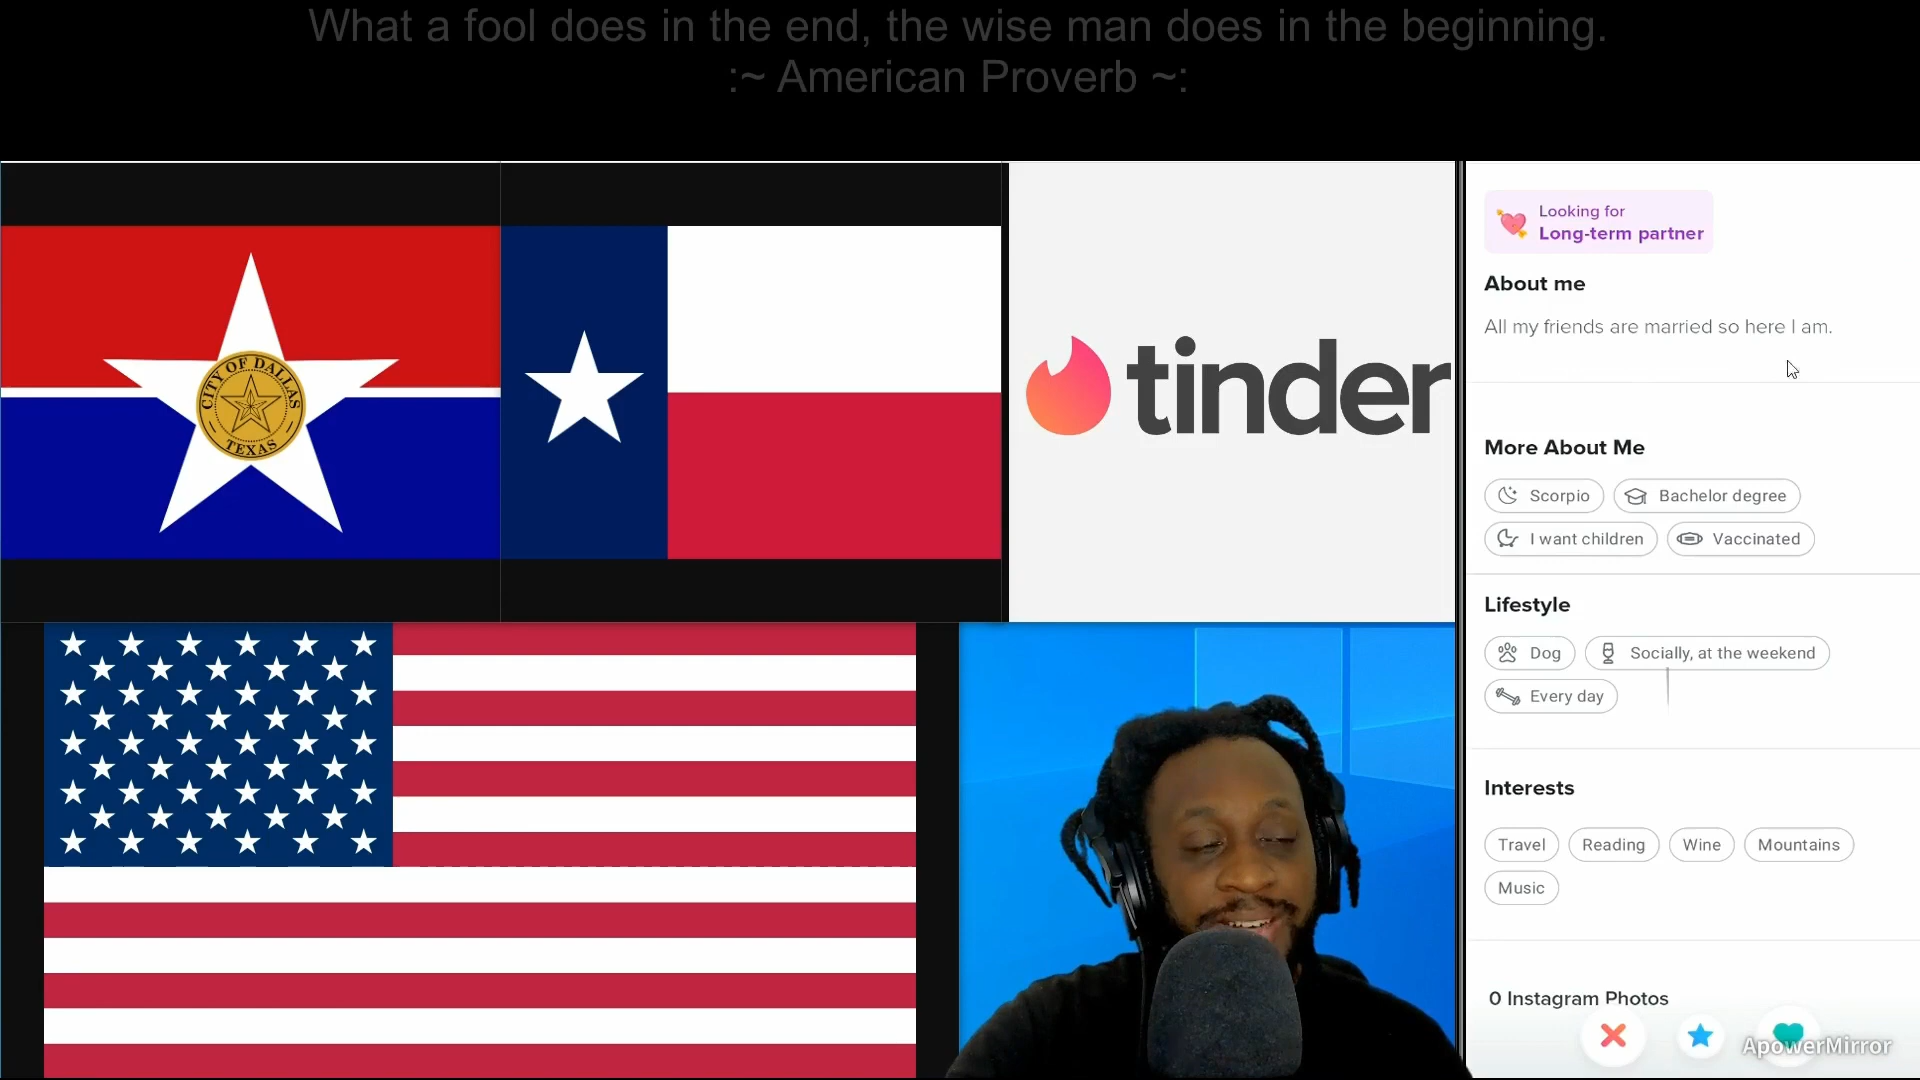 What a fool does in the end, the wise man does in the beginning.
:~ American Proverb ~:
CITY OF DALLAS
TEXAS
tinder
Looking for
Long-term partner
About me
All my friends are married so here I am.
More About Me
Scorpio
Bachelor degree
I want children
Vaccinated
Lifestyle
Dog
Socially, at the weekend
Every day
Interests
Travel
Reading
Wine
Mountains
Music
0 Instagram Photos
ApowerMirror